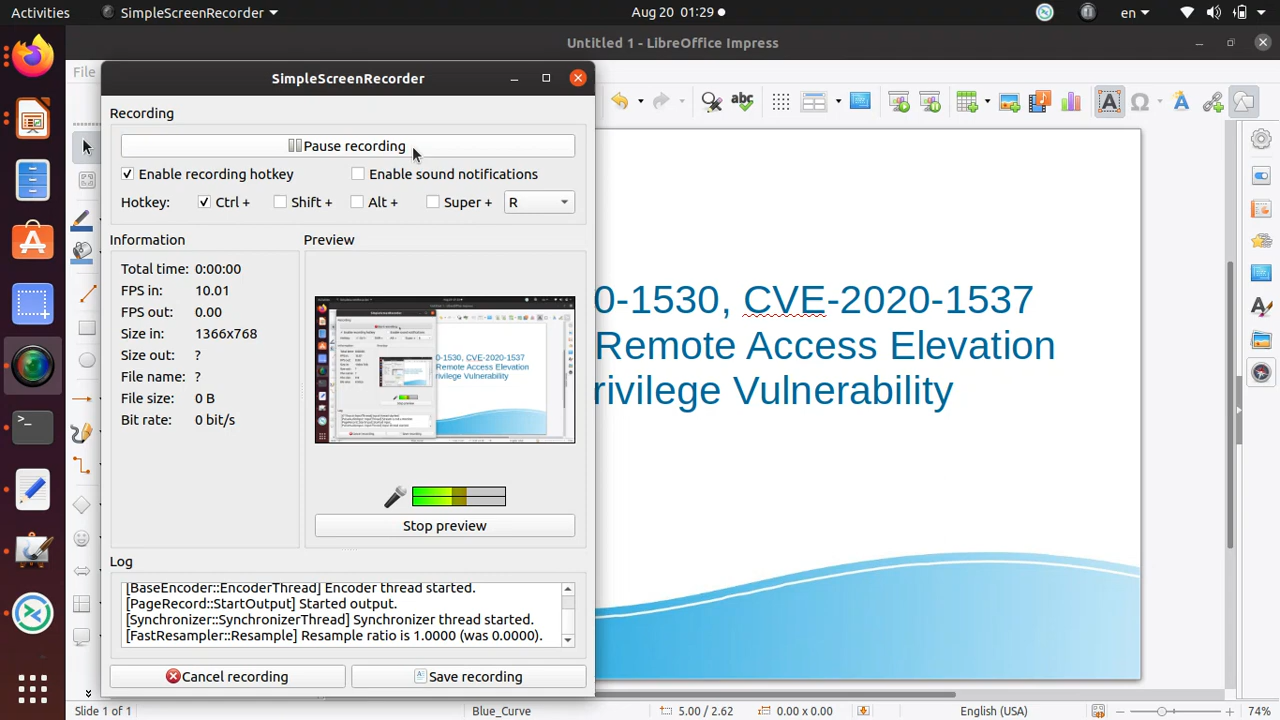 Activities
SimpleScreenRecorder
Aug 20 01:29
en
Untitled 1 - LibreOffice Impress
File
SimpleScreenRecorder
Recording
Pause recording
Enable recording hotkey
Enable sound notifications
Hotkey:
Ctrl +
Shift +
Alt +
Super +
R
Information
Preview
Total time: 0:00:00
FPS in: 10.01
FPS out: 0.00
Size in: 1366x768
Size out: ?
File name: ?
File size: 0 B
Bit rate: 0 bit/s
0-1530, CVE-2020-1537
Remote Access Elevation
rivilege Vulnerability
Stop preview
Log
[BaseEncoder::EncoderThread] Encoder thread started.
[PageRecord::StartOutput] Started output.
[Synchronizer::SynchronizerThread] Synchronizer thread started.
[FastResampler::Resample] Resample ratio is 1.0000 (was 0.0000).
Cancel recording
Save recording
Slide 1 of 1
Blue_Curve
5.00 / 2.62
0.00 x 0.00
English (USA)
74%